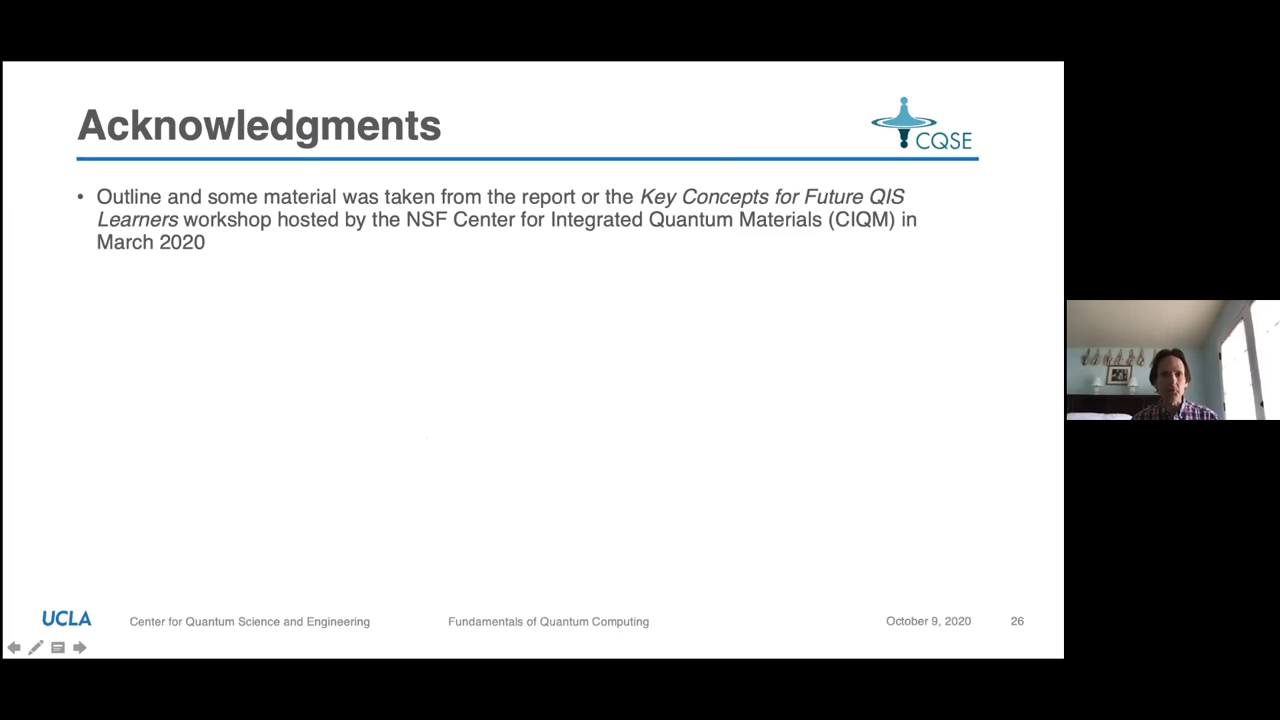 Acknowledgments
CQSE
• Outline and some material was taken from the report or the Key Concepts for Future QIS
Learners workshop hosted by the NSF Center for Integrated Quantum Materials (CIQM) in
March 2020
UCLA
Center for Quantum Science and Engineering
Fundamentals of Quantum Computing
October 9, 2020
26